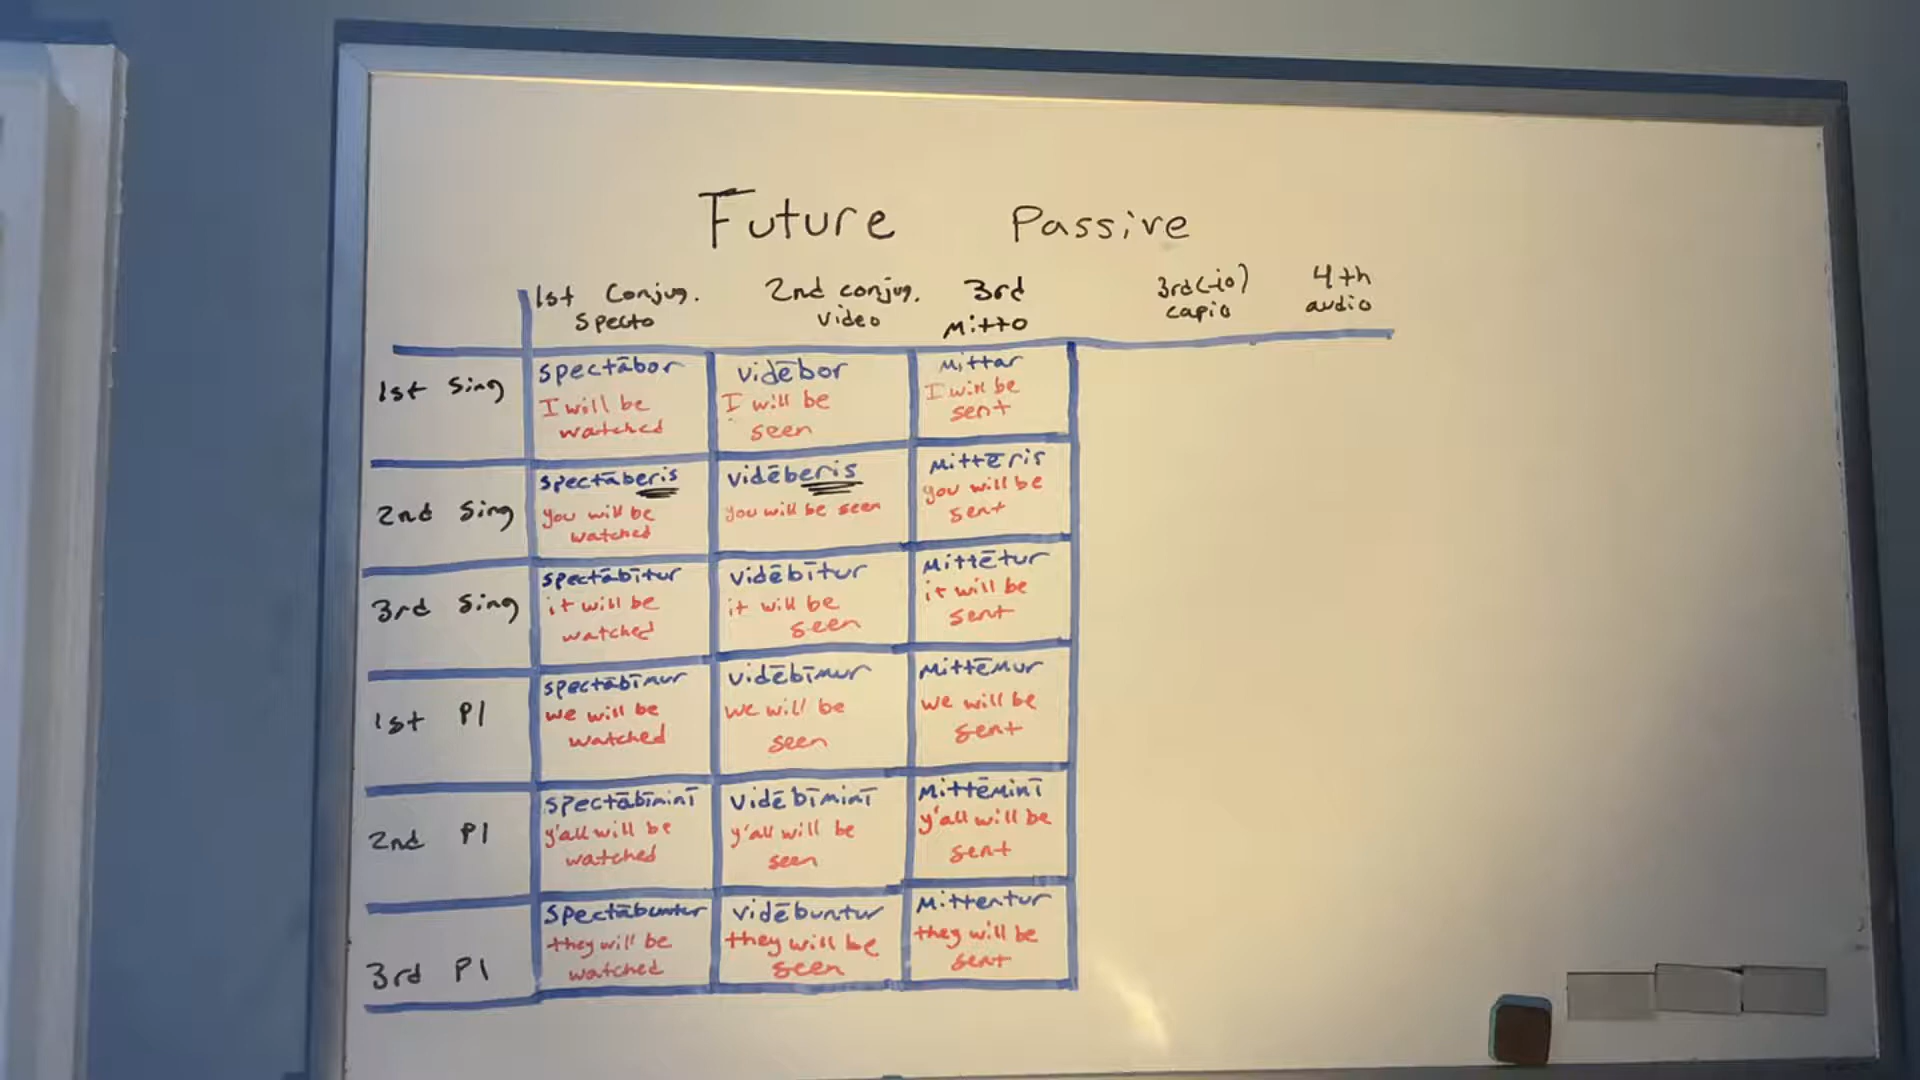 Future Passive
1st Conjug. 2nd conjug. 3rd 3rd(-io) 4th
Specto video Mitto capio audio
1st Sing spectābor vidēbor Mittar
I will be I will be I will be
watched seen sent
2nd Sing spectāberis vidēberis Mittēris
you will be you will be seen you will be
watched sent
3rd Sing spectābitur vidēbitur Mittētur
it will be it will be it will be
watched seen sent
1st Pl spectābimur vidēbimur Mittēmur
we will be we will be we will be
watched seen sent
2nd Pl spectābiminī vidēbiminī Mittēminī
y'all will be y'all will be y'all will be
watched seen sent
3rd Pl spectābuntur vidēbuntur Mittentur
they will be they will be they will be
watched seen sent